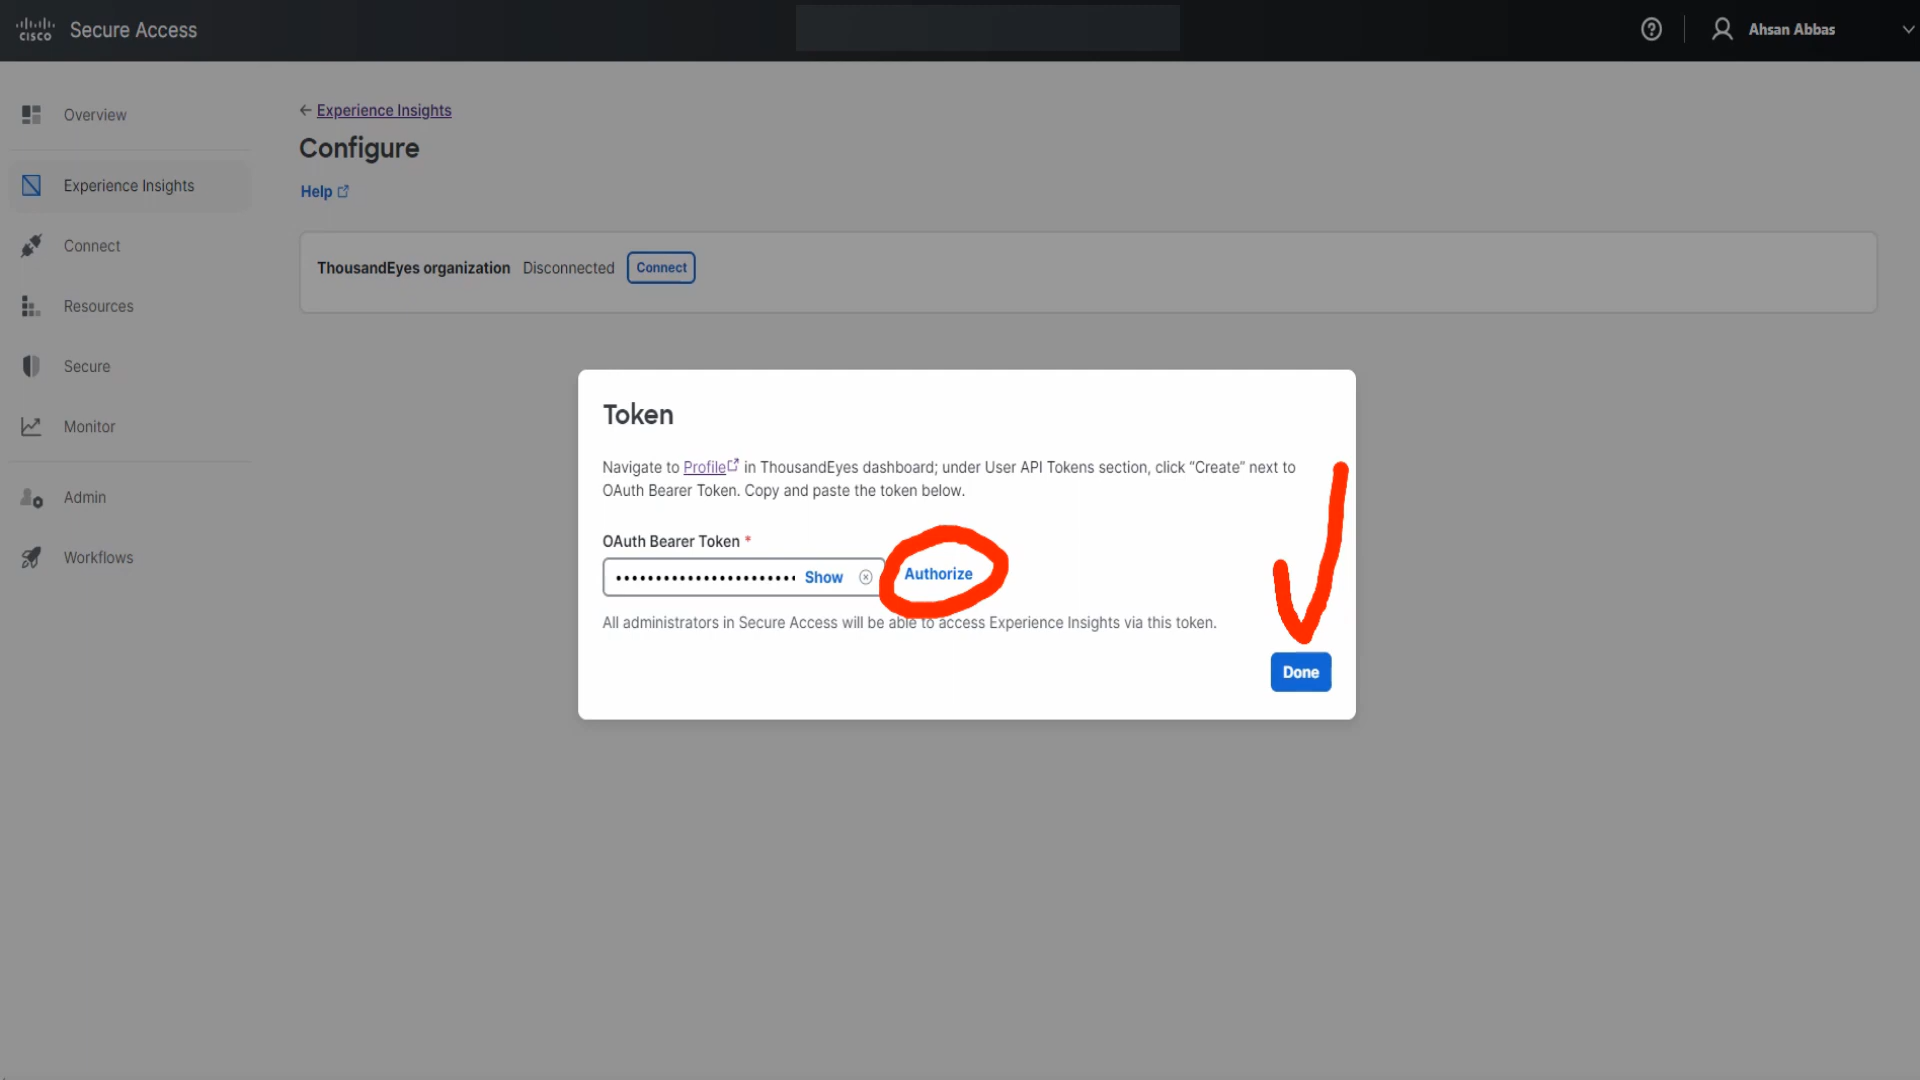 CISCO Secure Access
Ahsan Abbas
Overview
Experience Insights
Connect
Resources
Secure
Monitor
Admin
Workflows
← Experience Insights
Configure
Help
ThousandEyes organization Disconnected Connect
Token
Navigate to Profile in ThousandEyes dashboard; under User API Tokens section, click “Create” next to
OAuth Bearer Token. Copy and paste the token below.
OAuth Bearer Token *
••••••••••••••••••••••• Show Authorize
All administrators in Secure Access will be able to access Experience Insights via this token.
Done